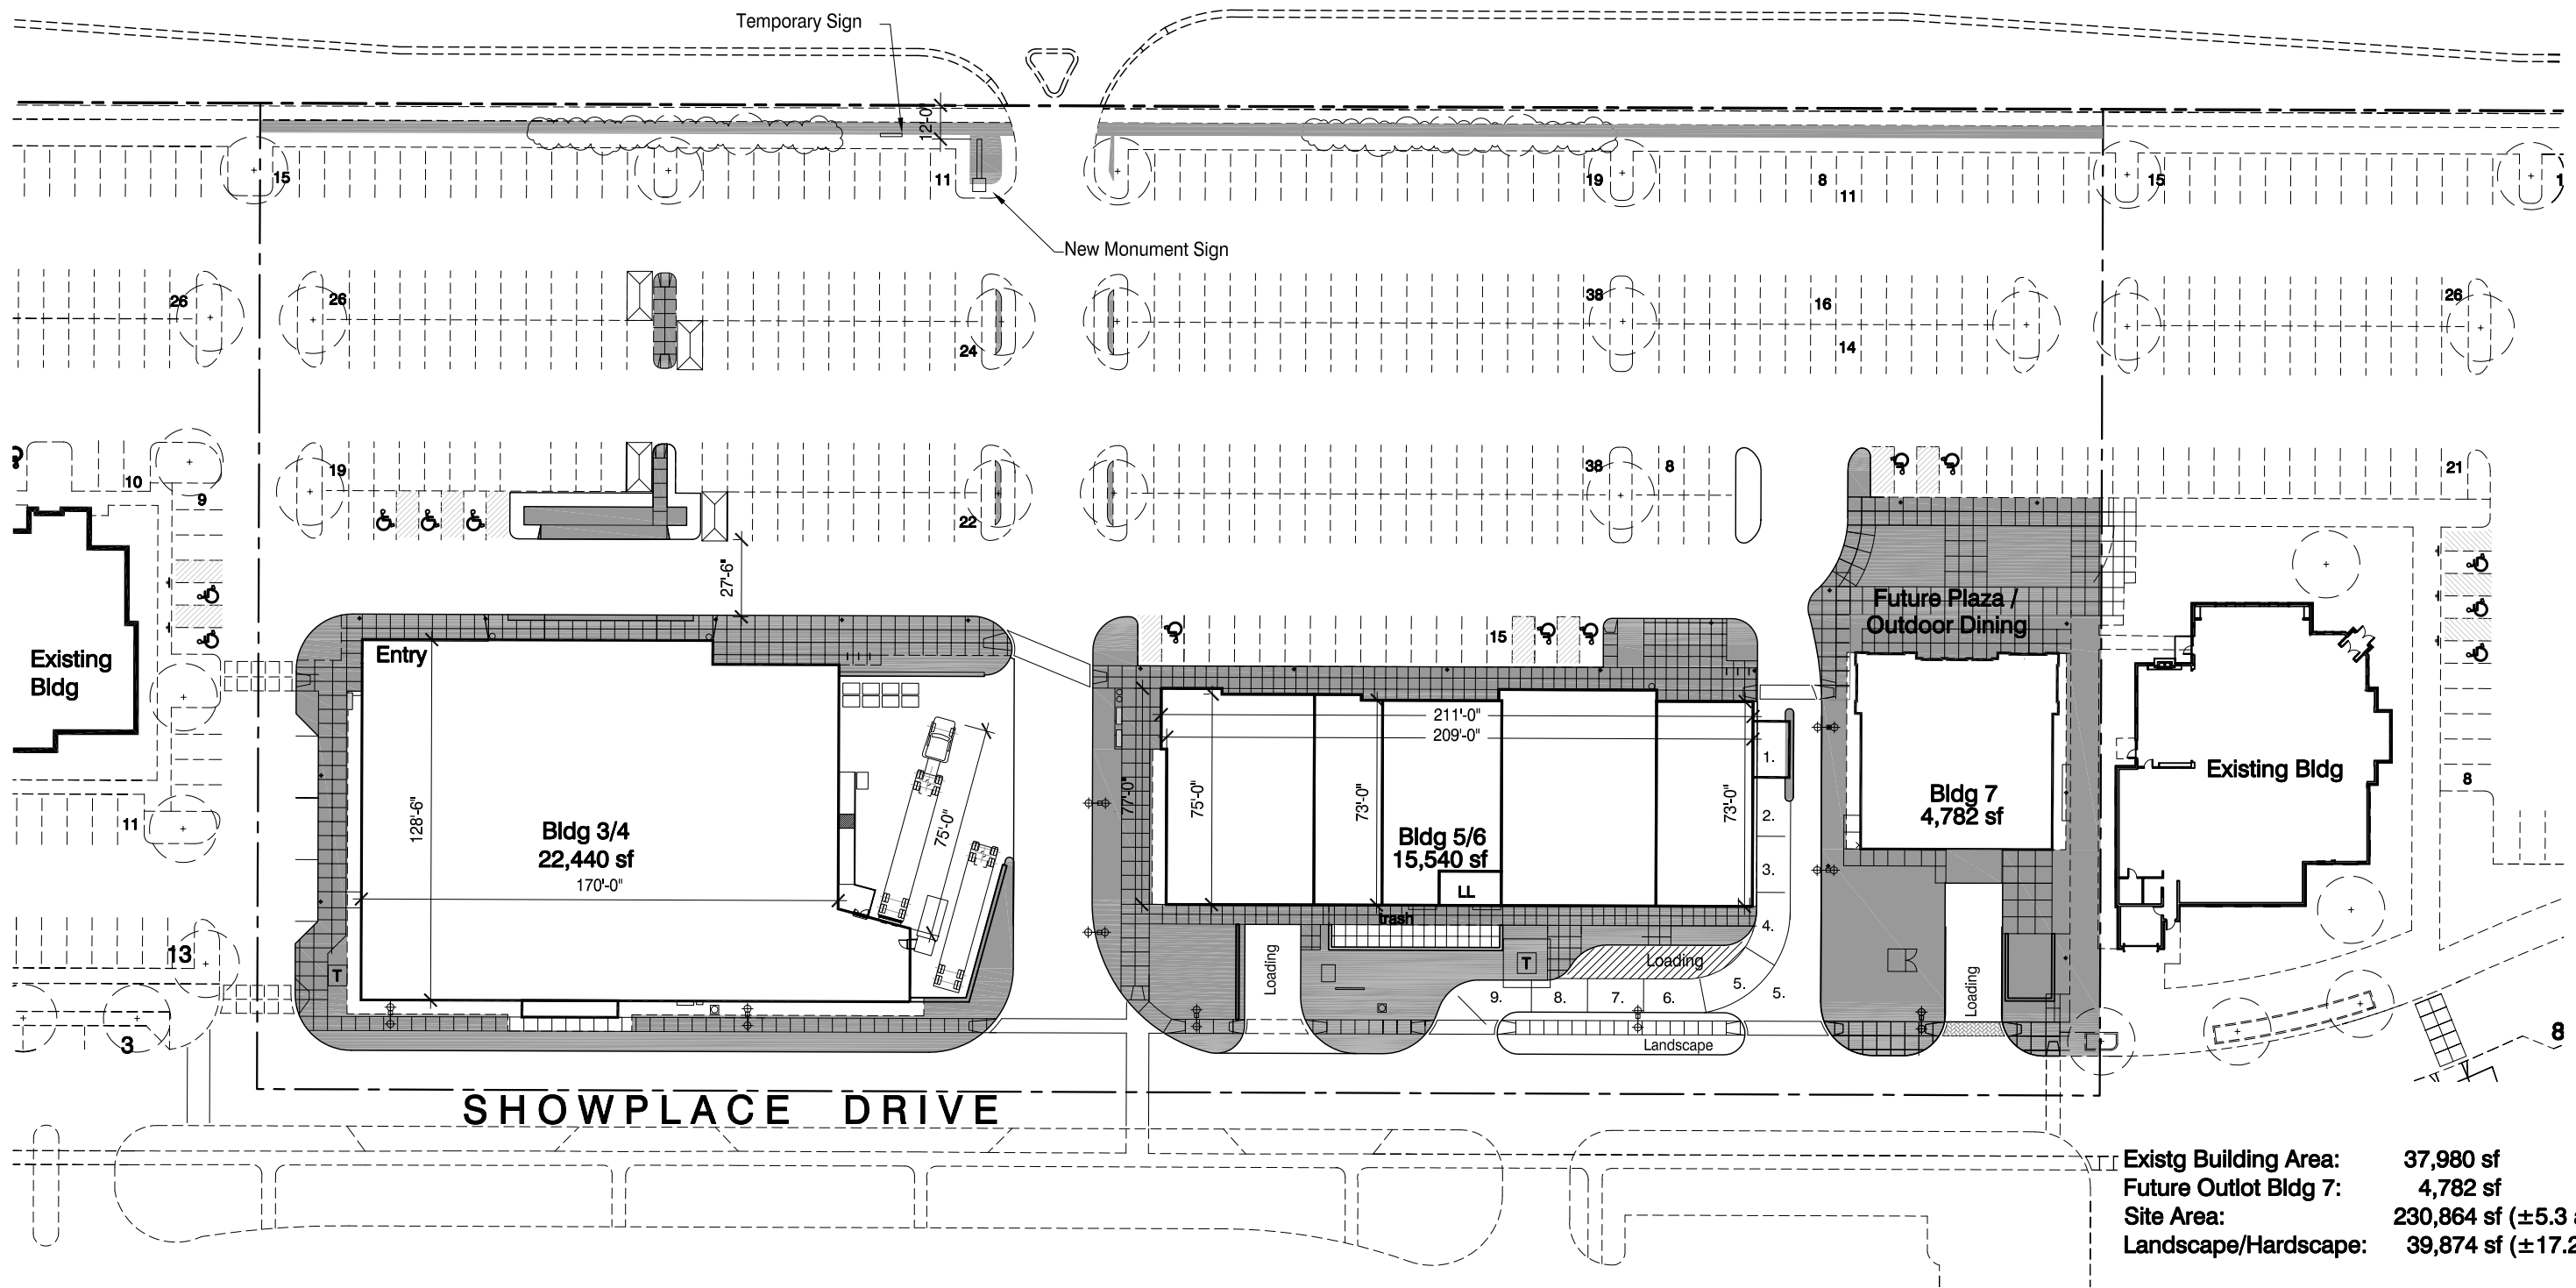 Temporary Sign
12'-0"
15
11
19
8
11
15
1
New Monument Sign
26
26
24
38
16
14
26
10
9
19
22
38
8
21
27'-6"
Future Plaza /
Outdoor Dining
15
Existing
Bldg
Entry
211'-0"
209'-0"
1.
Existing Bldg
8
128'-6"
75'-0"
77'-0"
75'-0"
73'-0"
73'-0"
Bldg 7
4,782 sf
11
Bldg 3/4
22,440 sf
170'-0"
Bldg 5/6
15,540 sf
LL
2.
3.
trash
4.
13
T
Loading
T
Loading
5.
5.
6.
7.
8.
9.
Loading
3
Landscape
8
SHOWPLACE DRIVE
Existg Building Area: 37,980 sf
Future Outlot Bldg 7: 4,782 sf
Site Area: 230,864 sf (±5.3
Landscape/Hardscape: 39,874 sf (±17.2